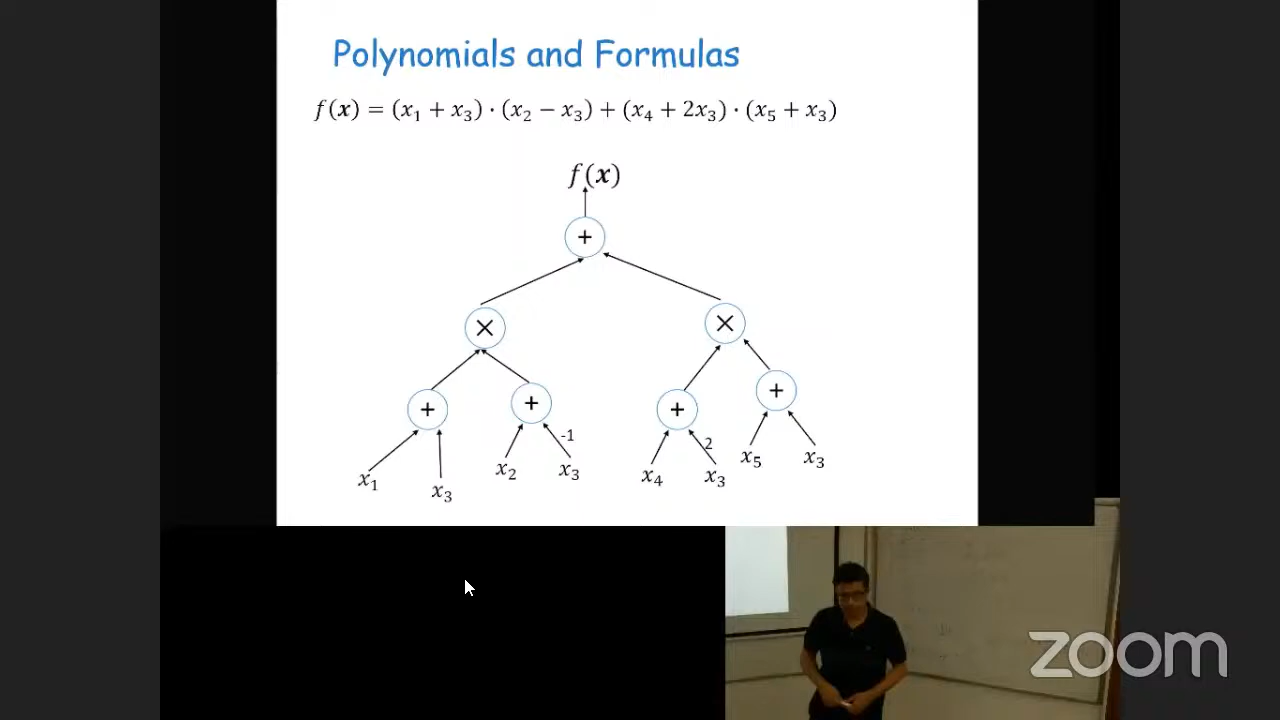 Polynomials and Formulas
f(x) = (x₁ + x₃) · (x₂ − x₃) + (x₄ + 2x₃) · (x₅ + x₃)
f(x)
+
× ×
+ + + +
-1 2
x₁ x₃ x₂ x₃ x₄ x₃ x₅ x₃
zoom